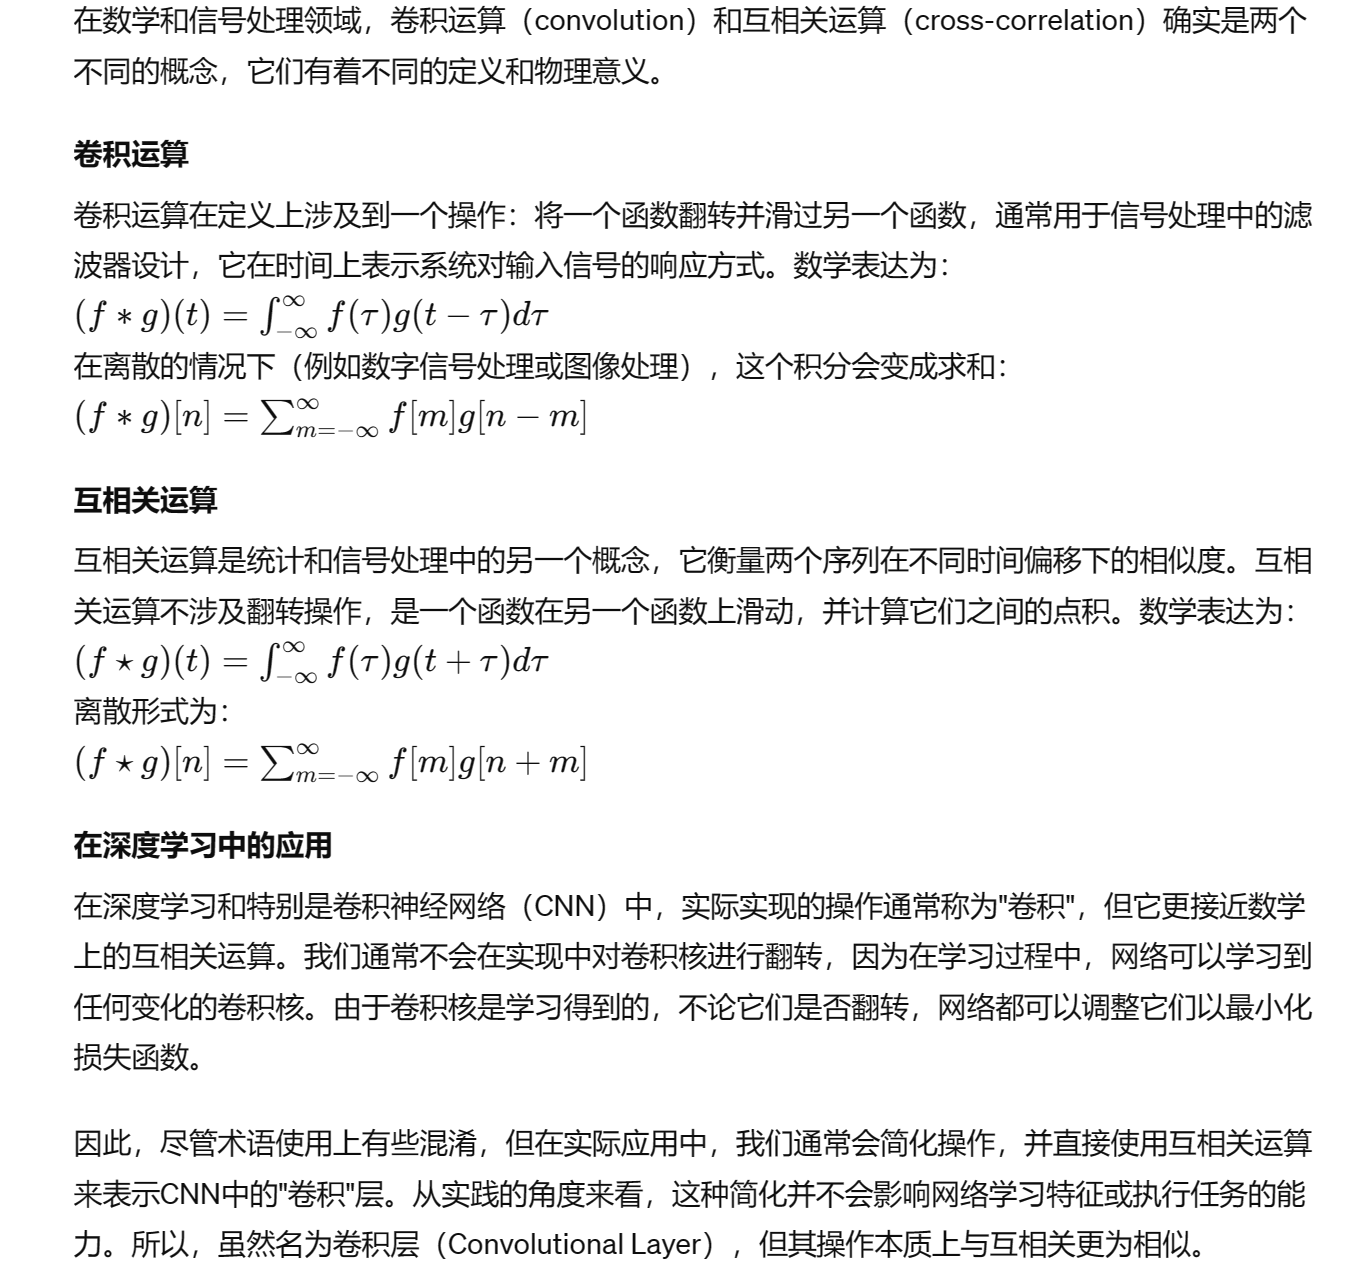 在数学和信号处理领域，卷积运算（convolution）和互相关运算（cross-correlation）确实是两个
不同的概念，它们有着不同的定义和物理意义。
卷积运算
卷积运算在定义上涉及到一个操作：将一个函数翻转并滑过另一个函数，通常用于信号处理中的滤
波器设计，它在时间上表示系统对输入信号的响应方式。数学表达为：
(f ∗ g)(t) = ∫_{−∞}^{∞} f(τ)g(t − τ)dτ
在离散的情况下（例如数字信号处理或图像处理），这个积分会变成求和：
(f ∗ g)[n] = ∑_{m=−∞}^{∞} f[m]g[n − m]
互相关运算
互相关运算是统计和信号处理中的另一个概念，它衡量两个序列在不同时间偏移下的相似度。互相
关运算不涉及翻转操作，是一个函数在另一个函数上滑动，并计算它们之间的点积。数学表达为：
(f ⋆ g)(t) = ∫_{−∞}^{∞} f(τ)g(t + τ)dτ
离散形式为：
(f ⋆ g)[n] = ∑_{m=−∞}^{∞} f[m]g[n + m]
在深度学习中的应用
在深度学习和特别是卷积神经网络（CNN）中，实际实现的操作通常称为"卷积"，但它更接近数学
上的互相关运算。我们通常不会在实现中对卷积核进行翻转，因为在学习过程中，网络可以学习到
任何变化的卷积核。由于卷积核是学习得到的，不论它们是否翻转，网络都可以调整它们以最小化
损失函数。
因此，尽管术语使用上有些混淆，但在实际应用中，我们通常会简化操作，并直接使用互相关运算
来表示CNN中的"卷积"层。从实践的角度来看，这种简化并不会影响网络学习特征或执行任务的能
力。所以，虽然名为卷积层（Convolutional Layer），但其操作本质上与互相关更为相似。